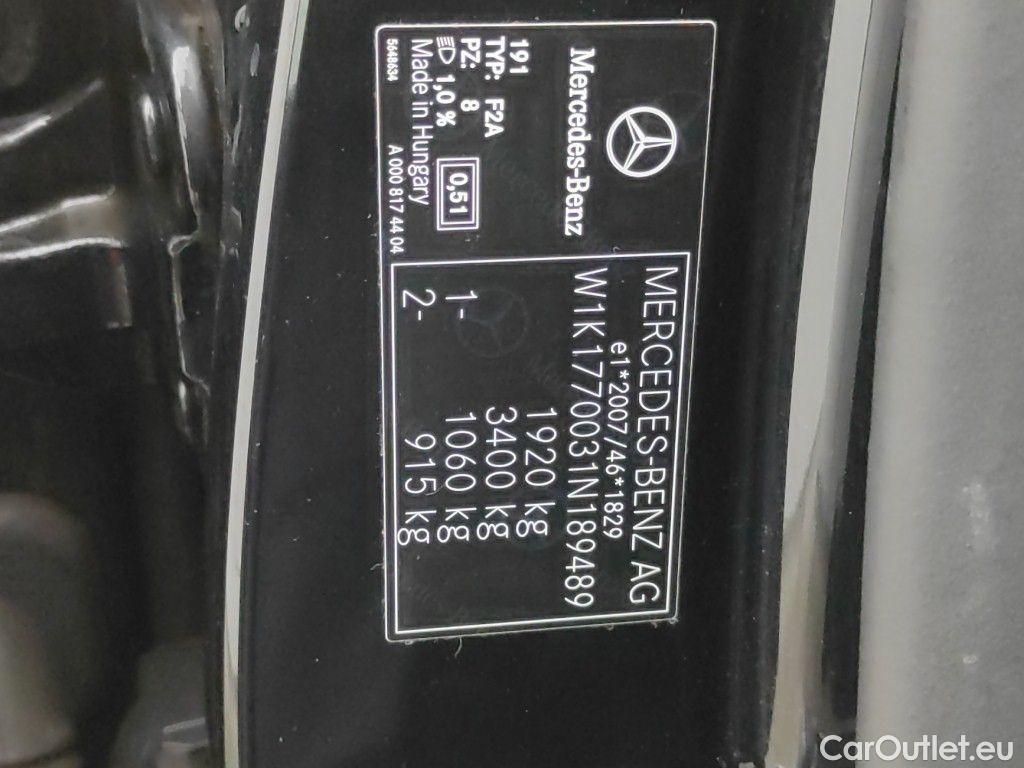 Mercedes-Benz
191
TYP: F2A
PZ: 8
1,0 %
0,51
Made in Hungary
5648634
A 000 817 44 04
MERCEDES-BENZ AG
e1*2007/46*1829
W1K1770031N189489
1920 kg
3400 kg
1- 1060 kg
2- 915 kg
CarOutlet.eu